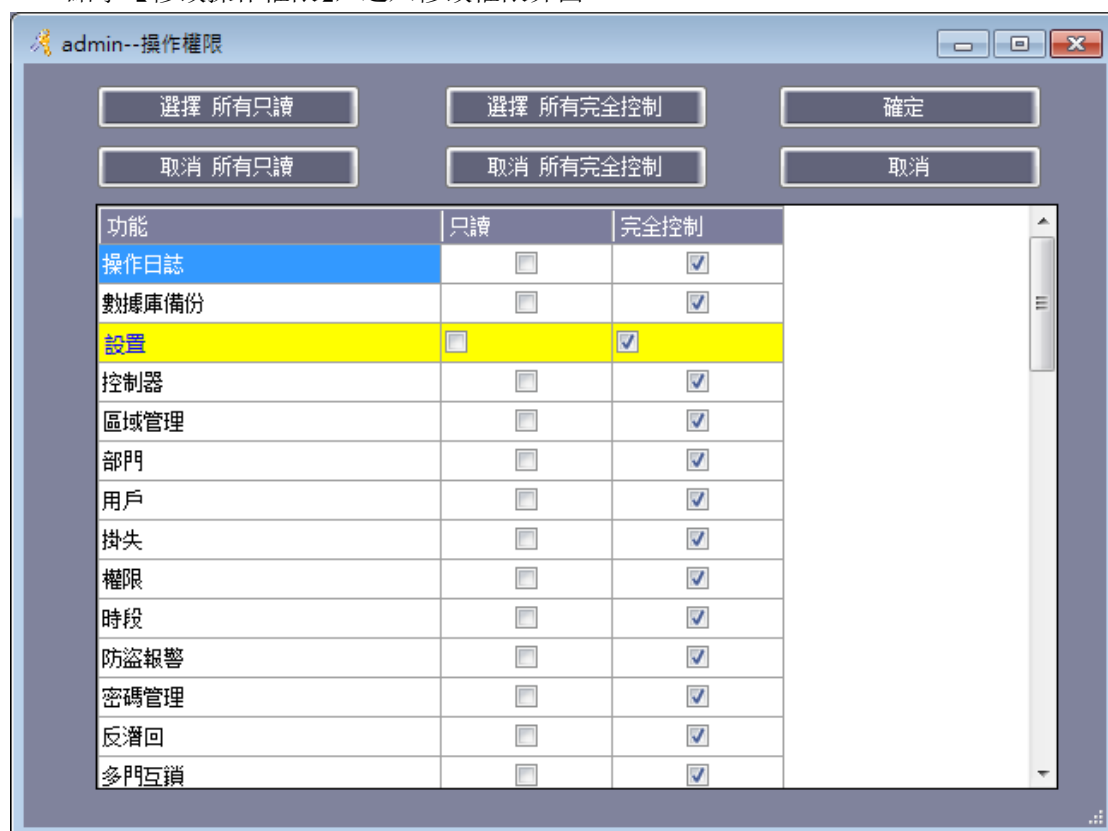 admin--操作權限
選擇 所有只讀 選擇 所有完全控制 確定
取消 所有只讀 取消 所有完全控制 取消
功能 只讀 完全控制
操作日誌
數據庫備份
設置
控制器
區域管理
部門
用戶
掛失
權限
時段
防盜報警
密碼管理
反潛回
多門互鎖